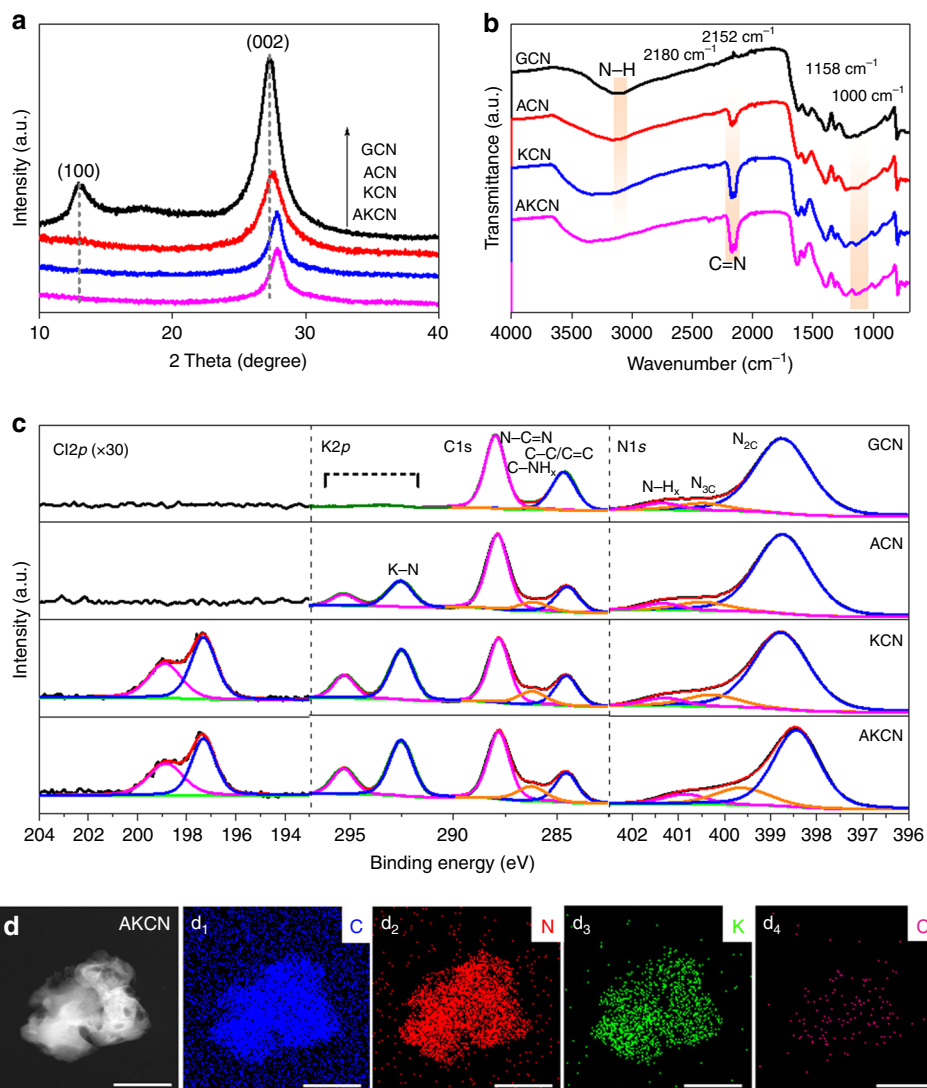 a
(002)
(100)
GCN
ACN
KCN
AKCN
Intensity (a.u.)
10 20 30 40
2 Theta (degree)
b
2152 cm−1
2180 cm−1
1158 cm−1
1000 cm−1
GCN
N–H
ACN
KCN
AKCN
C=N
Transmittance (a.u.)
4000 3500 3000 2500 2000 1500 1000
Wavenumber (cm−1)
c
Cl2p (×30)
K2p
C1s
N–C=N
C–C/C=C
C–NHx
N1s
N2C
N3C
N–Hx
GCN
K–N
ACN
KCN
AKCN
Intensity (a.u.)
204 202 200 198 196 194 295 290 285 402 401 400 399 398 397 396
Binding energy (eV)
d
AKCN
d1
C
d2
N
d3
K
d4